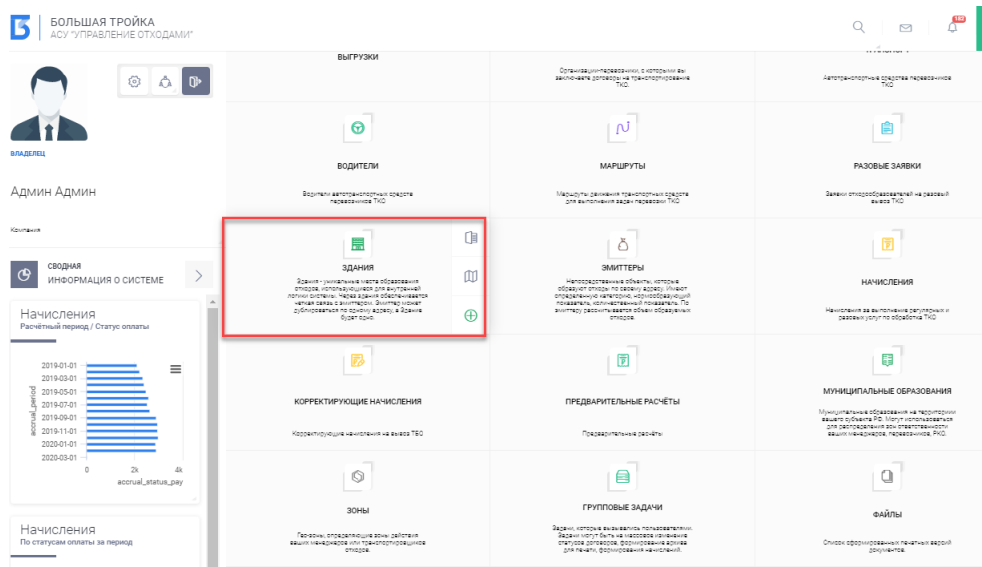 БОЛЬШАЯ ТРОЙКА
АСУ "УПРАВЛЕНИЕ ОТХОДАМИ"
182
ВЛАДЕЛЕЦ
Админ Админ
Компания
СВОДНАЯ
ИНФОРМАЦИЯ О СИСТЕМЕ
Начисления
Расчётный период / Статус оплаты
accrual_period
2019-01-01
2019-03-01
2019-05-01
2019-07-01
2019-09-01
2019-11-01
2020-01-01
2020-03-01
0 2k 4k
accrual_status_pay
Начисления
По статусам оплаты за период
ВЫГРУЗКИ
Организации-перевозчики, с которыми вы
заключаете договоры на транспортирование
ТКО.
Автотранспортные средства перевозчиков
ТКО
ВОДИТЕЛИ
Водители автотранспортных средств
перевозчиков ТКО.
МАРШРУТЫ
Маршруты движения транспортных средств
для выполнения задач перевозки ТКО
РАЗОВЫЕ ЗАЯВКИ
Заявки отходообразователей на разовый
вывоз ТКО
ЗДАНИЯ
Здания - уникальные места образования
отходов, использующиеся для внутренней
логики системы. Через здания обеспечивается
четкая связь с эмиттером. Эмиттер может
дублироваться по одному адресу, а Здание
будет одно.
ЭМИТТЕРЫ
Непосредственные объекты, которые
образуют отходы по своему адресу. Имеют
определенную категорию, нормообразующий
показатель, количественный показатель. По
эмиттеру рассчитывается объем образуемых
отходов.
НАЧИСЛЕНИЯ
Начисления за выполнение регулярных и
разовых услуг по обработке ТКО
КОРРЕКТИРУЮЩИЕ НАЧИСЛЕНИЯ
Корректирующие начисления на вывоз ТБО
ПРЕДВАРИТЕЛЬНЫЕ РАСЧЁТЫ
Предварительные расчёты
МУНИЦИПАЛЬНЫЕ ОБРАЗОВАНИЯ
Муниципальные образования на территории
вашего субъекта РФ. Могут использоваться
для распределения зон ответственности
ваших менеджеров, перевозчиков, РКО.
ЗОНЫ
Гео-зоны, определяющие зоны действия
ваших менеджеров или транспортировщиков
отходов.
ГРУППОВЫЕ ЗАДАЧИ
Задачи, которые вызывались пользователями.
Задачи могут быть на массовое изменение
статусов договоров, формирование архива
для печати, формирования начислений.
ФАЙЛЫ
Список сформированных печатных версий
документов.